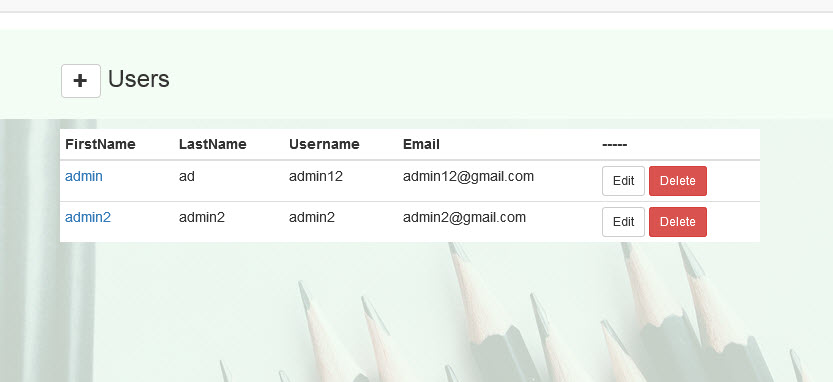 + Users
FirstName LastName Username Email -----
admin ad admin12 admin12@gmail.com Edit Delete
admin2 admin2 admin2 admin2@gmail.com Edit Delete